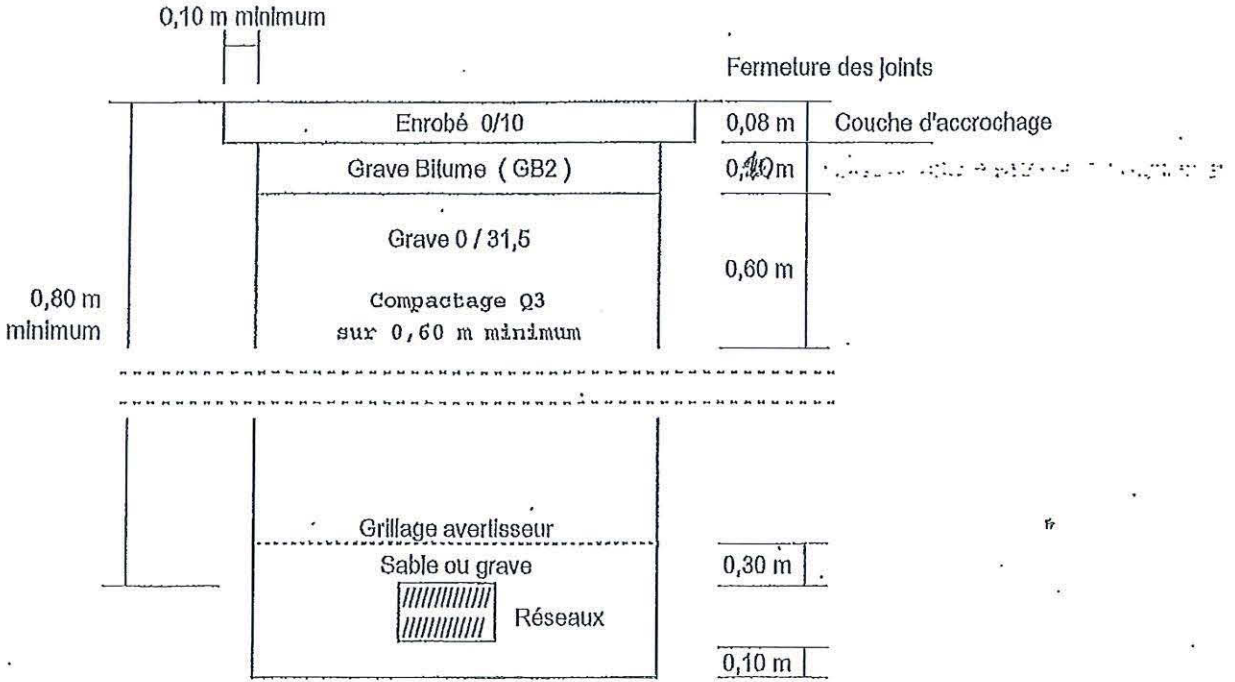 0,10 m minimum
Fermeture des joints
Enrobé 0/10
0,08 m
Couche d'accrochage
Grave Bitume ( GB2 )
0,10m
Grave 0 / 31,5
0,60 m
0,80 m
minimum
Compactage Q3
sur 0,60 m minimum
Grillage avertisseur
Sable ou grave
0,30 m
Réseaux
0,10 m